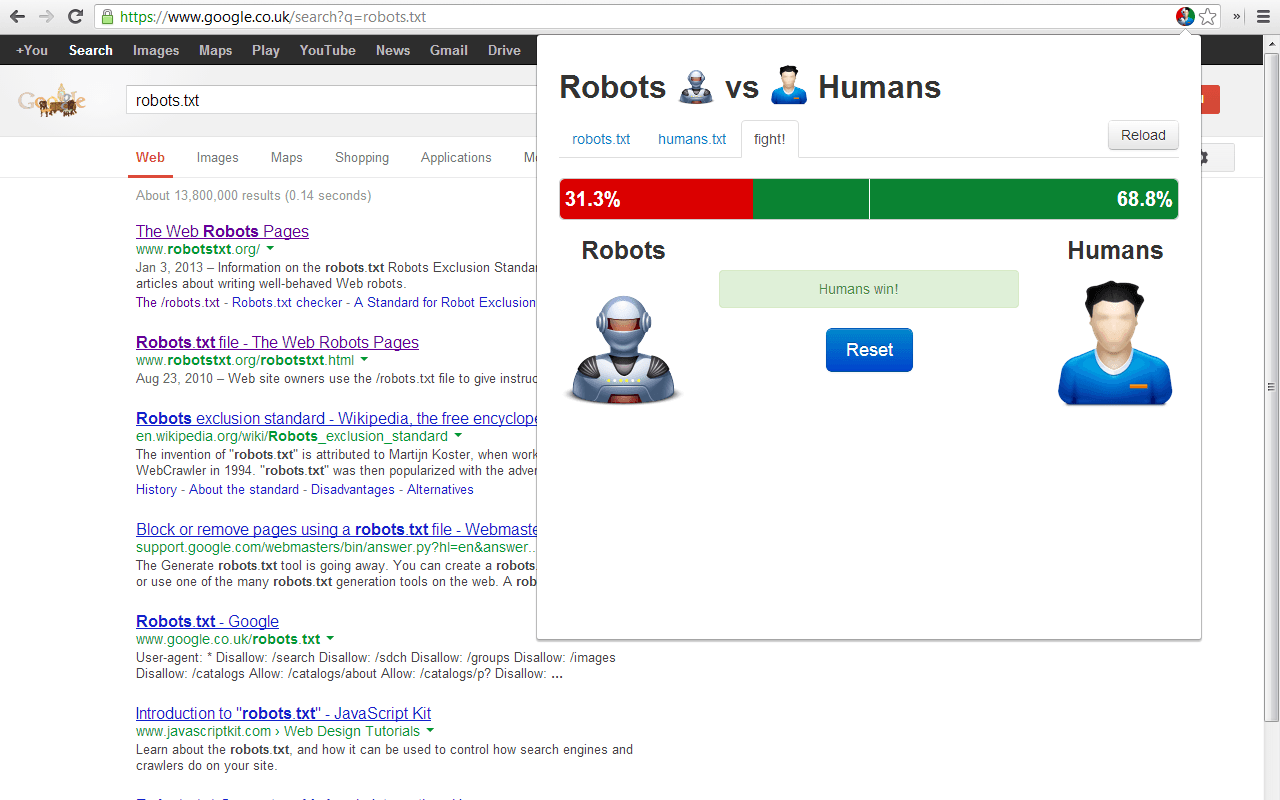 https://www.google.co.uk/search?q=robots.txt
+You Search Images Maps Play YouTube News Gmail Drive
Google
robots.txt
Web Images Maps Shopping Applications
About 13,800,000 results (0.14 seconds)
The Web Robots Pages
www.robotstxt.org/
Jan 3, 2013 – Information on the robots.txt Robots Exclusion
articles about writing well-behaved Web robots.
The /robots.txt - Robots.txt checker - A Standard for Robot Exclusion
Robots.txt file - The Web Robots Pages
www.robotstxt.org/robotstxt.html
Aug 23, 2010 – Web site owners use the /robots.txt file to give
Robots exclusion standard - Wikipedia, the free
en.wikipedia.org/wiki/Robots_exclusion_standard
The invention of "robots.txt" is attributed to Martijn Koster, when
WebCrawler in 1994. "robots.txt" was then popularized with the
History - About the standard - Disadvantages - Alternatives
Block or remove pages using a robots.txt file -
support.google.com/webmasters/bin/answer.py?hl=en&answer...
The Generate robots.txt tool is going away. You can create a
or use one of the many robots.txt generation tools on the web. A
Robots.txt - Google
www.google.co.uk/robots.txt
User-agent: * Disallow: /search Disallow: /sdch Disallow: /groups Disallow: /images
Disallow: /catalogs Allow: /catalogs/about Allow: /catalogs/p? Disallow: ...
Introduction to "robots.txt" - JavaScript Kit
www.javascriptkit.com › Web Design Tutorials
Learn about the robots.txt, and how it can be used to control how search engines and
crawlers do on your site.
Robots vs Humans
robots.txt humans.txt fight! Reload
31.3% 68.8%
Robots Humans
Humans win!
Reset